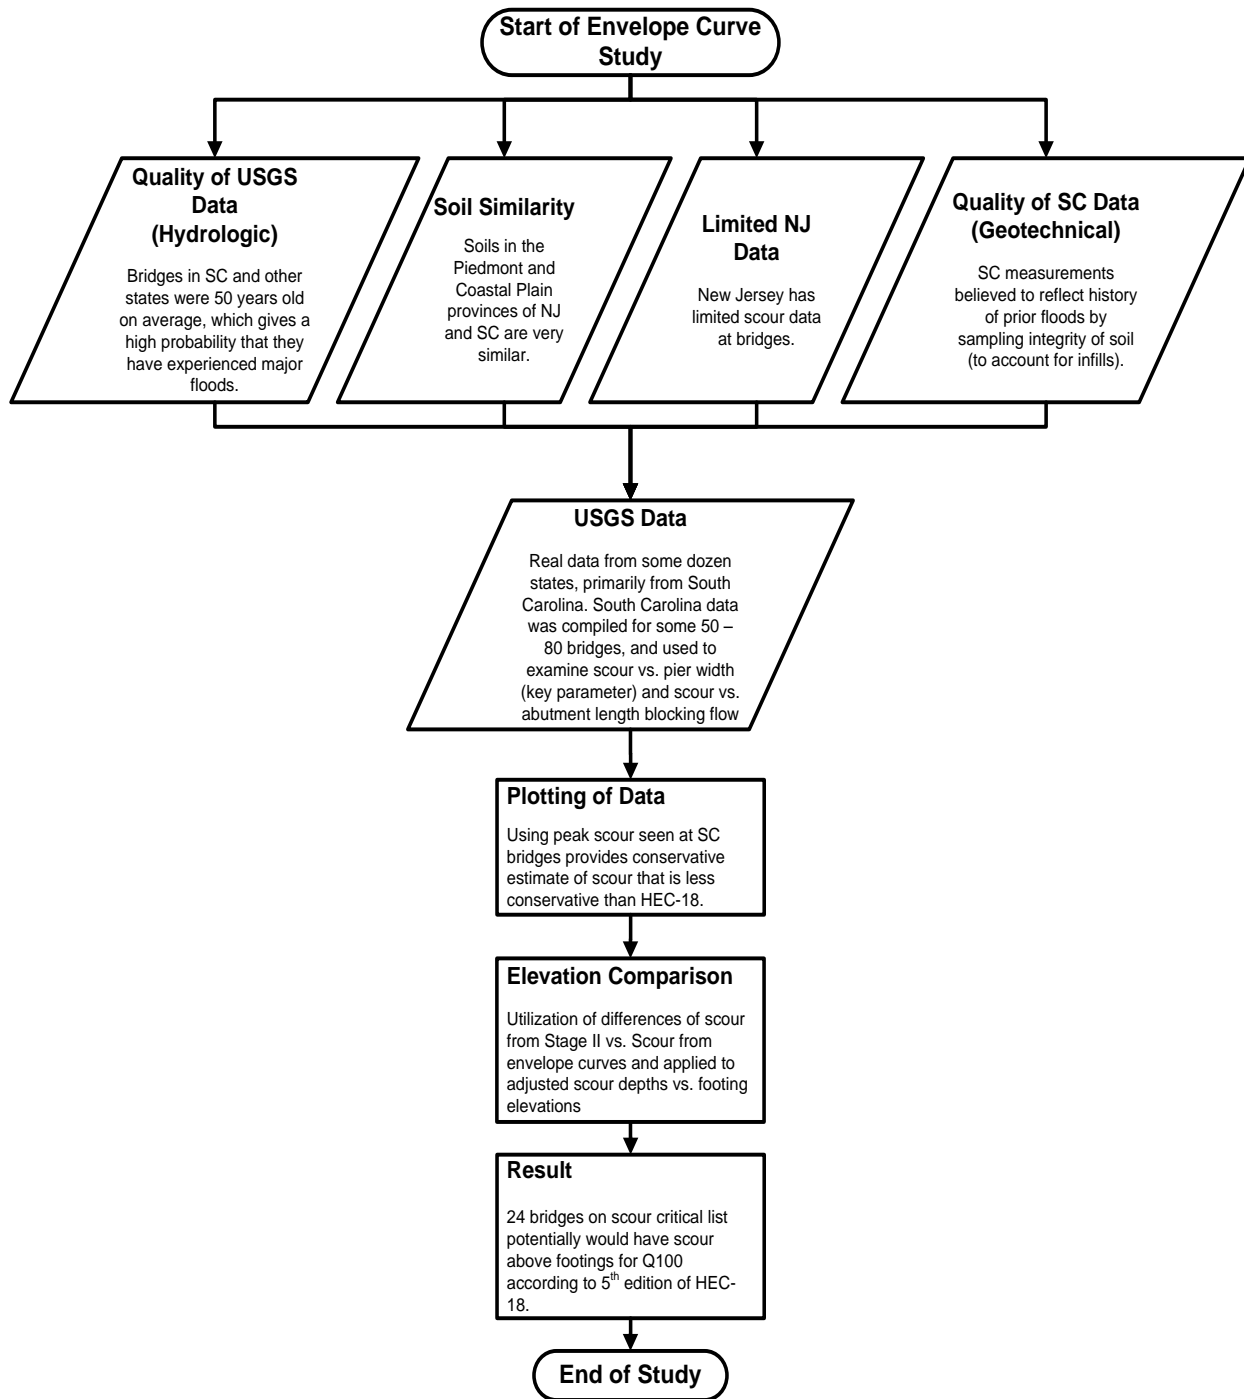 Start of Envelope Curve
Study
Quality of USGS
Data
(Hydrologic)
Bridges in SC and other
states were 50 years old
on average, which gives a
high probability that they
have experienced major
floods.
Soil Similarity
Soils in the
Piedmont and
Coastal Plain
provinces of NJ
and SC are very
similar.
Limited NJ
Data
New Jersey has
limited scour data
at bridges.
Quality of SC Data
(Geotechnical)
SC measurements
believed to reflect history
of prior floods by
sampling integrity of soil
(to account for infills).
USGS Data
Real data from some dozen
states, primarily from South
Carolina. South Carolina data
was compiled for some 50 –
80 bridges, and used to
examine scour vs. pier width
(key parameter) and scour vs.
abutment length blocking flow
Plotting of Data
Using peak scour seen at SC
bridges provides conservative
estimate of scour that is less
conservative than HEC-18.
Elevation Comparison
Utilization of differences of scour
from Stage II vs. Scour from
envelope curves and applied to
adjusted scour depths vs. footing
elevations
Result
24 bridges on scour critical list
potentially would have scour
above footings for Q100
according to 5th edition of HEC-
18.
End of Study